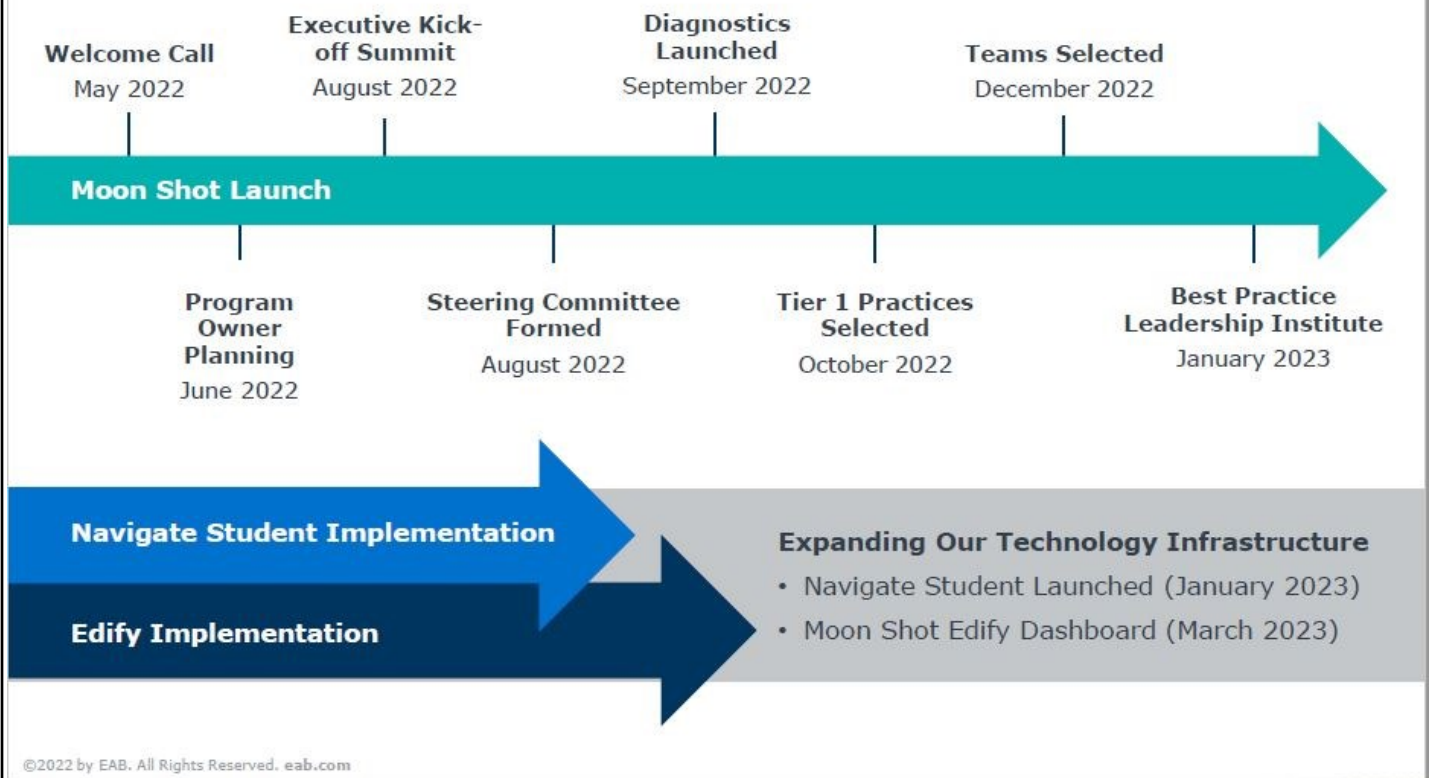 Welcome Call
May 2022
Executive Kick-
off Summit
August 2022
Diagnostics
Launched
September 2022
Teams Selected
December 2022
Moon Shot Launch
Program
Owner
Planning
June 2022
Steering Committee
Formed
August 2022
Tier 1 Practices
Selected
October 2022
Best Practice
Leadership Institute
January 2023
Navigate Student Implementation
Edify Implementation
Expanding Our Technology Infrastructure
• Navigate Student Launched (January 2023)
• Moon Shot Edify Dashboard (March 2023)
©2022 by EAB. All Rights Reserved. eab.com